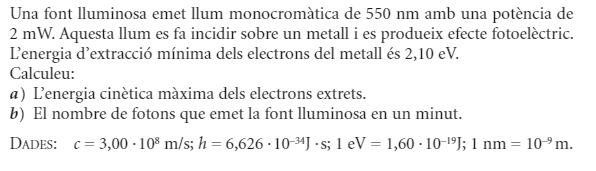 Una font lluminosa emet llum monocromàtica de 550 nm amb una potència de
2 mW. Aquesta llum es fa incidir sobre un metall i es produeix efecte fotoelèctric.
L'energia d'extracció mínima dels electrons del metall és 2,10 eV.
Calculeu:
a) L'energia cinètica màxima dels electrons extrets.
b) El nombre de fotons que emet la font lluminosa en un minut.
DADES: c = 3,00 · 10⁸ m/s; h = 6,626 · 10⁻³⁴J · s; 1 eV = 1,60 · 10⁻¹⁹J; 1 nm = 10⁻⁹ m.